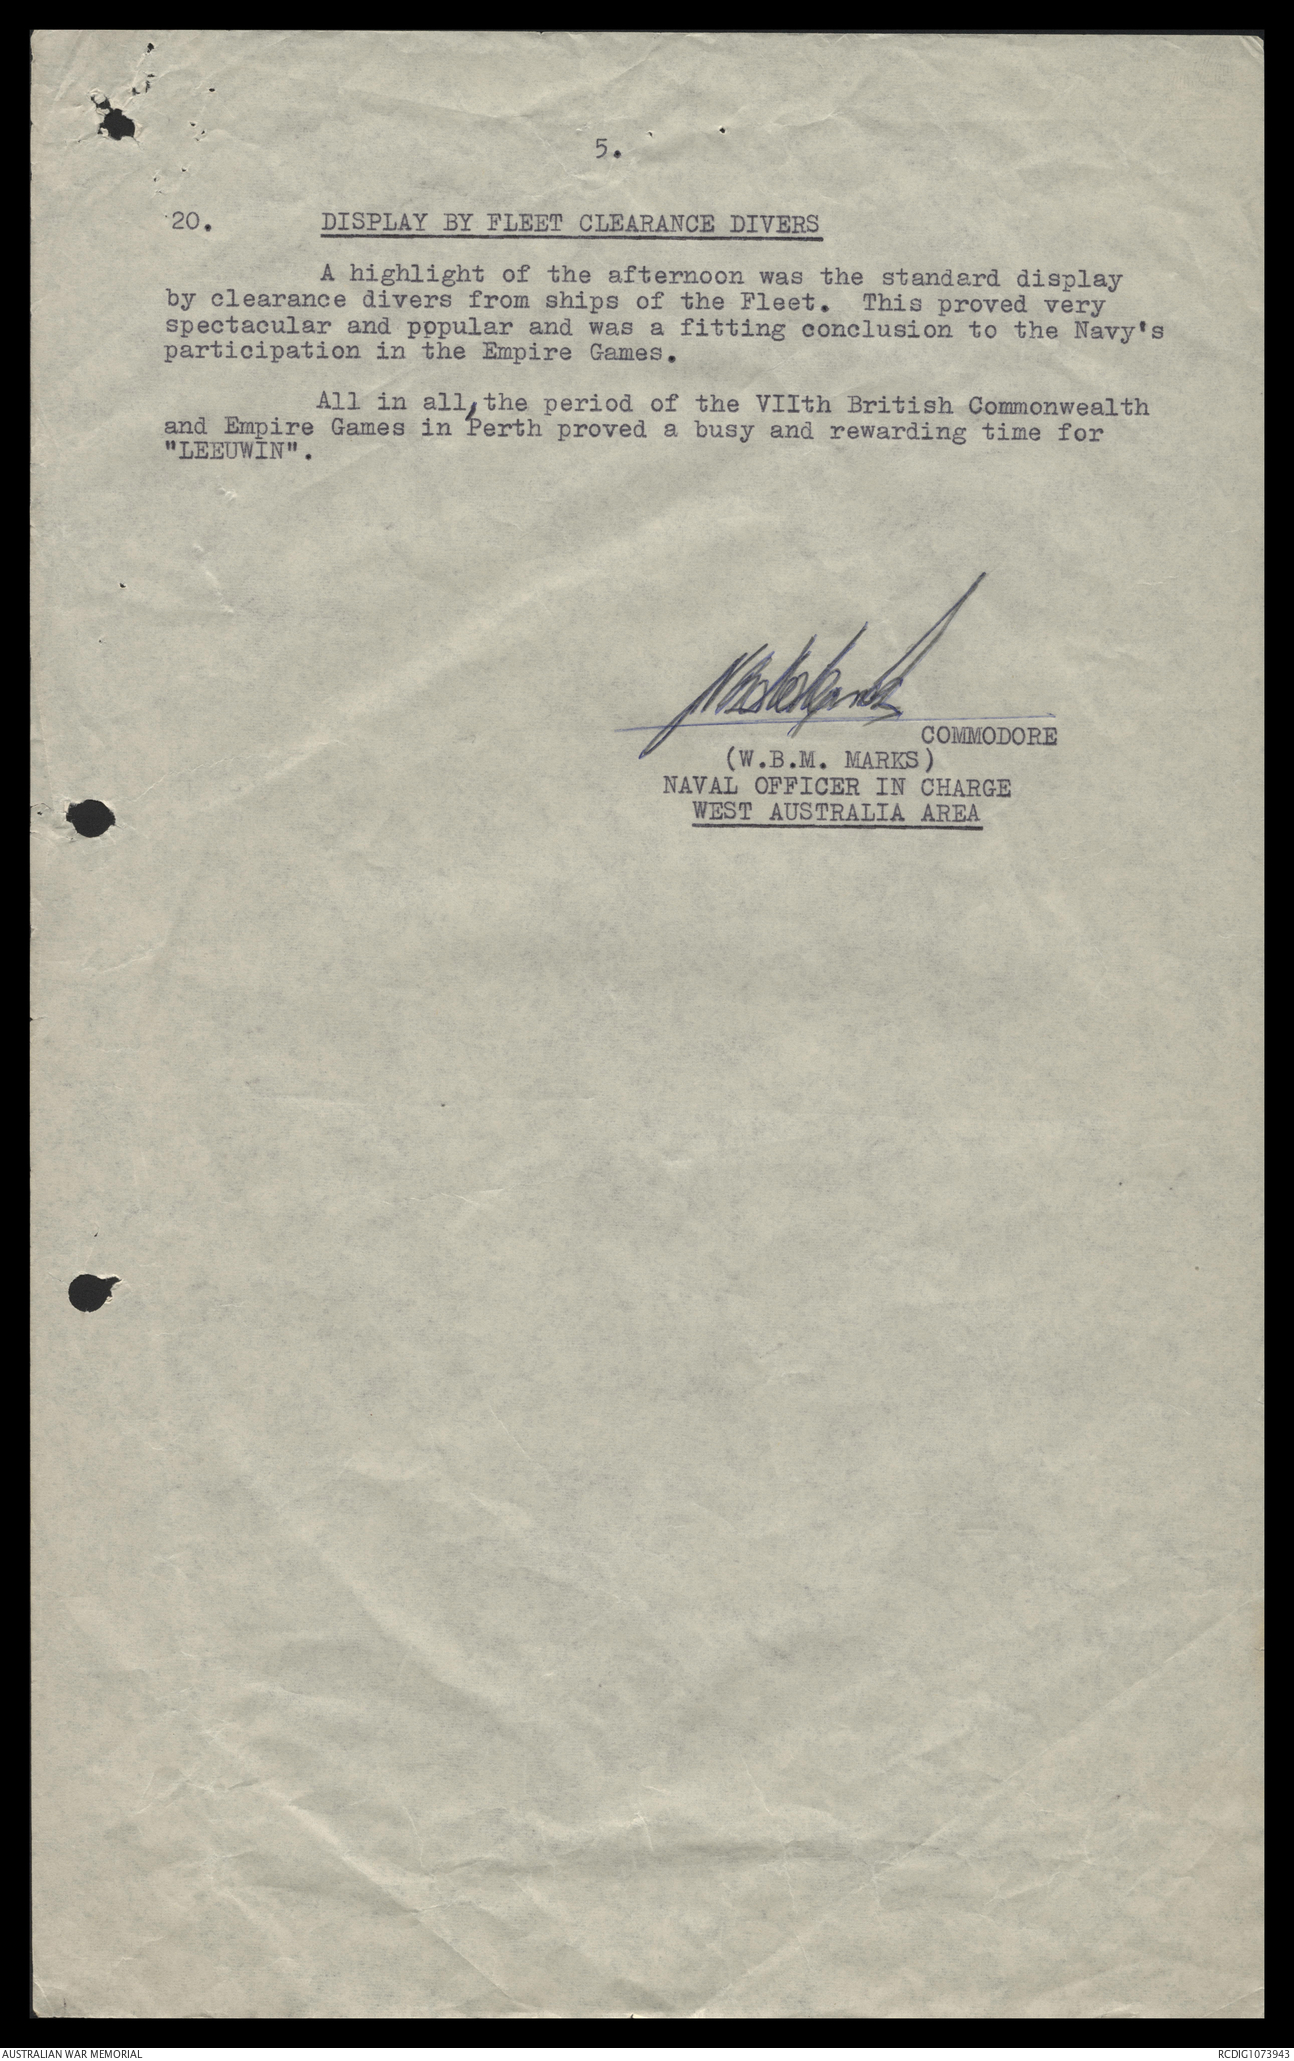 5.
20. DISPLAY BY FLEET CLEARANCE DIVERS
A highlight of the afternoon was the standard display
by clearance divers from ships of the Fleet. This proved very
spectacular and popular and was a fitting conclusion to the Navy's
participation in the Empire Games.
All in all, the period of the VIIth British Commonwealth
and Empire Games in Perth proved a busy and rewarding time for
"LEEUWIN".
COMMODORE
(W.B.M. MARKS)
NAVAL OFFICER IN CHARGE
WEST AUSTRALIA AREA
AUSTRALIAN WAR MEMORIAL
RCDIG1073943